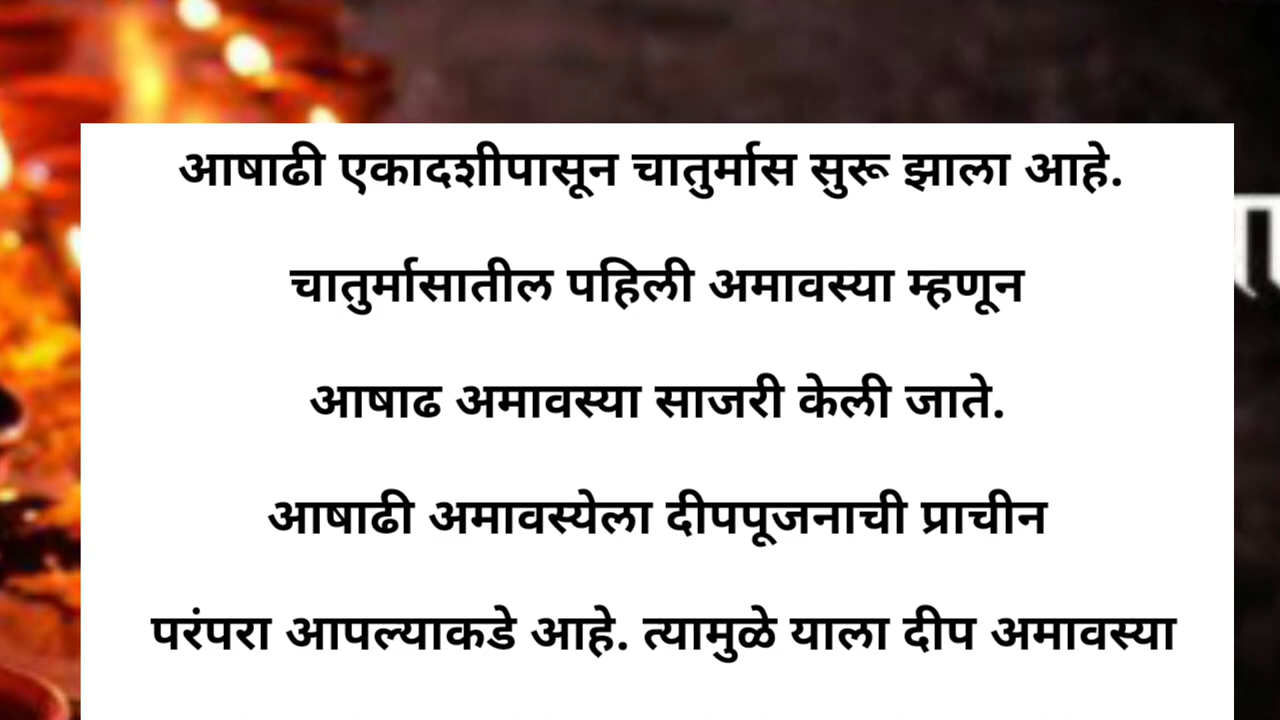 आषाढी एकादशीपासून चातुर्मास सुरू झाला आहे.
चातुर्मासातील पहिली अमावस्या म्हणून
आषाढ अमावस्या साजरी केली जाते.
आषाढी अमावस्येला दीपपूजनाची प्राचीन
परंपरा आपल्याकडे आहे. त्यामुळे याला दीप अमावस्या